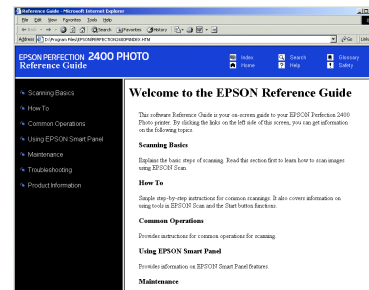 Reference Guide - Microsoft Internet Explorer
File Edit View Favorites Tools Help
Back Search Favorites History
Address D:\Program Files\EPSON\PERFECTION2400P\INDEX.HTM Go Links
EPSON PERFECTION 2400 PHOTO
Reference Guide
Index Search Glossary
Home Help Safety
Scanning Basics
How To
Common Operations
Using EPSON Smart Panel
Maintenance
Troubleshooting
Product Information
Welcome to the EPSON Reference Guide
This software Reference Guide is your on-screen guide to your EPSON Perfection 2400
Photo printer. By clicking the links on the left side of this screen, you can get information
on the following topics.
Scanning Basics
Explains the basic steps of scanning. Read this section first to learn how to scan images
using EPSON Scan.
How To
Simple step-by-step instructions for common scannings. It also covers information on
using tools in EPSON Scan and the Start button functions.
Common Operations
Provides instructions for common operations for scanning.
Using EPSON Smart Panel
Provides information on EPSON Smart Panel features.
Maintenance